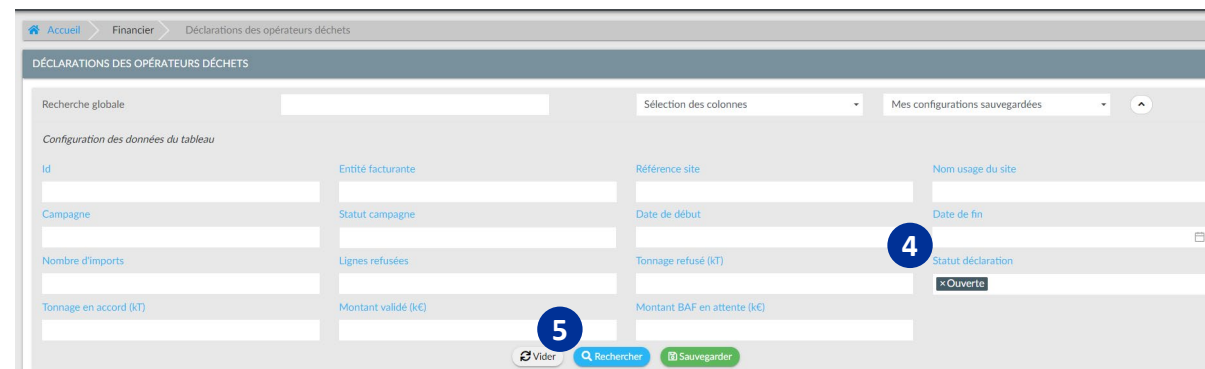 Accueil Financier Déclarations des opérateurs déchets
DÉCLARATIONS DES OPÉRATEURS DÉCHETS
Recherche globale Sélection des colonnes Mes configurations sauvegardées
Configuration des données du tableau
Id Entité facturante Référence site Nom usage du site
Campagne Statut campagne Date de début Date de fin
4
Nombre d'imports Lignes refusées Tonnage refusé (kT) Statut déclaration
×Ouverte
Tonnage en accord (kT) Montant validé (k€) Montant BAF en attente (k€)
5
Vider Rechercher Sauvegarder